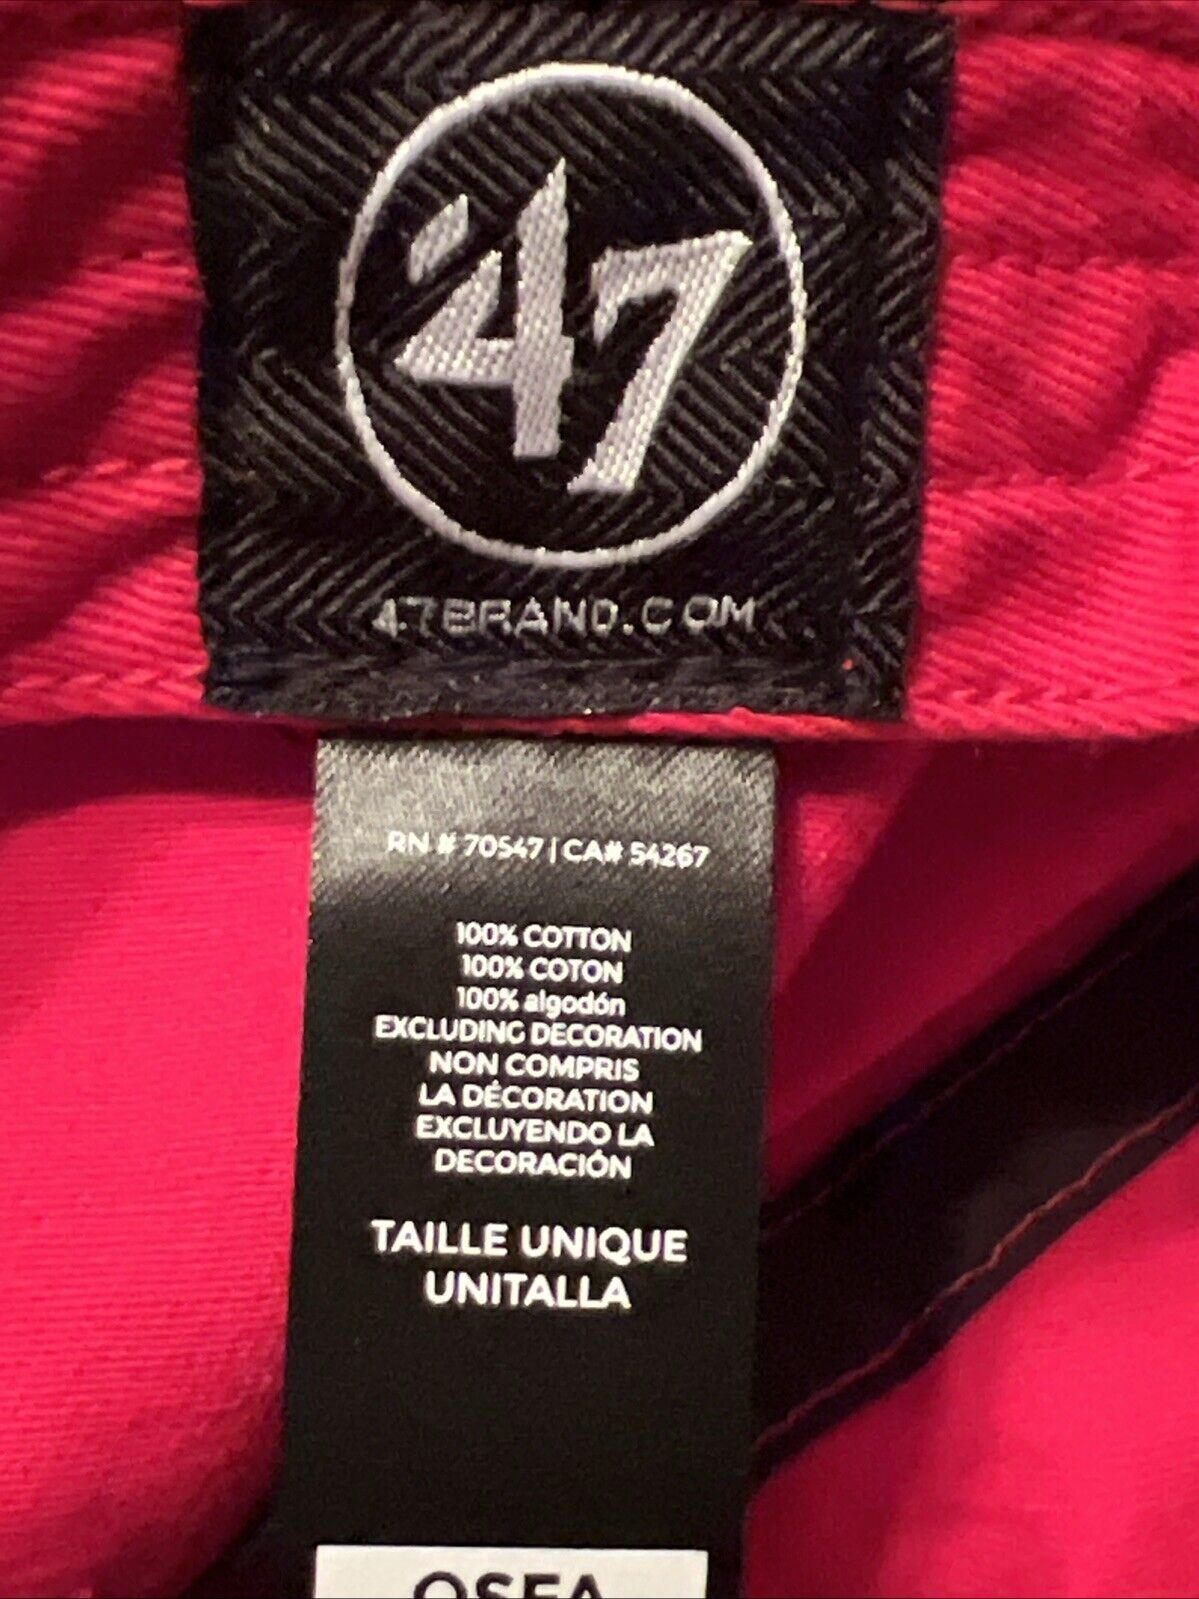 '47
47BRAND.COM
RN # 70547 | CA# 54267
100% COTTON
100% COTON
100% algodón
EXCLUDING DECORATION
NON COMPRIS
LA DÉCORATION
EXCLUYENDO LA
DECORACIÓN
TAILLE UNIQUE
UNITALLA
OSFA